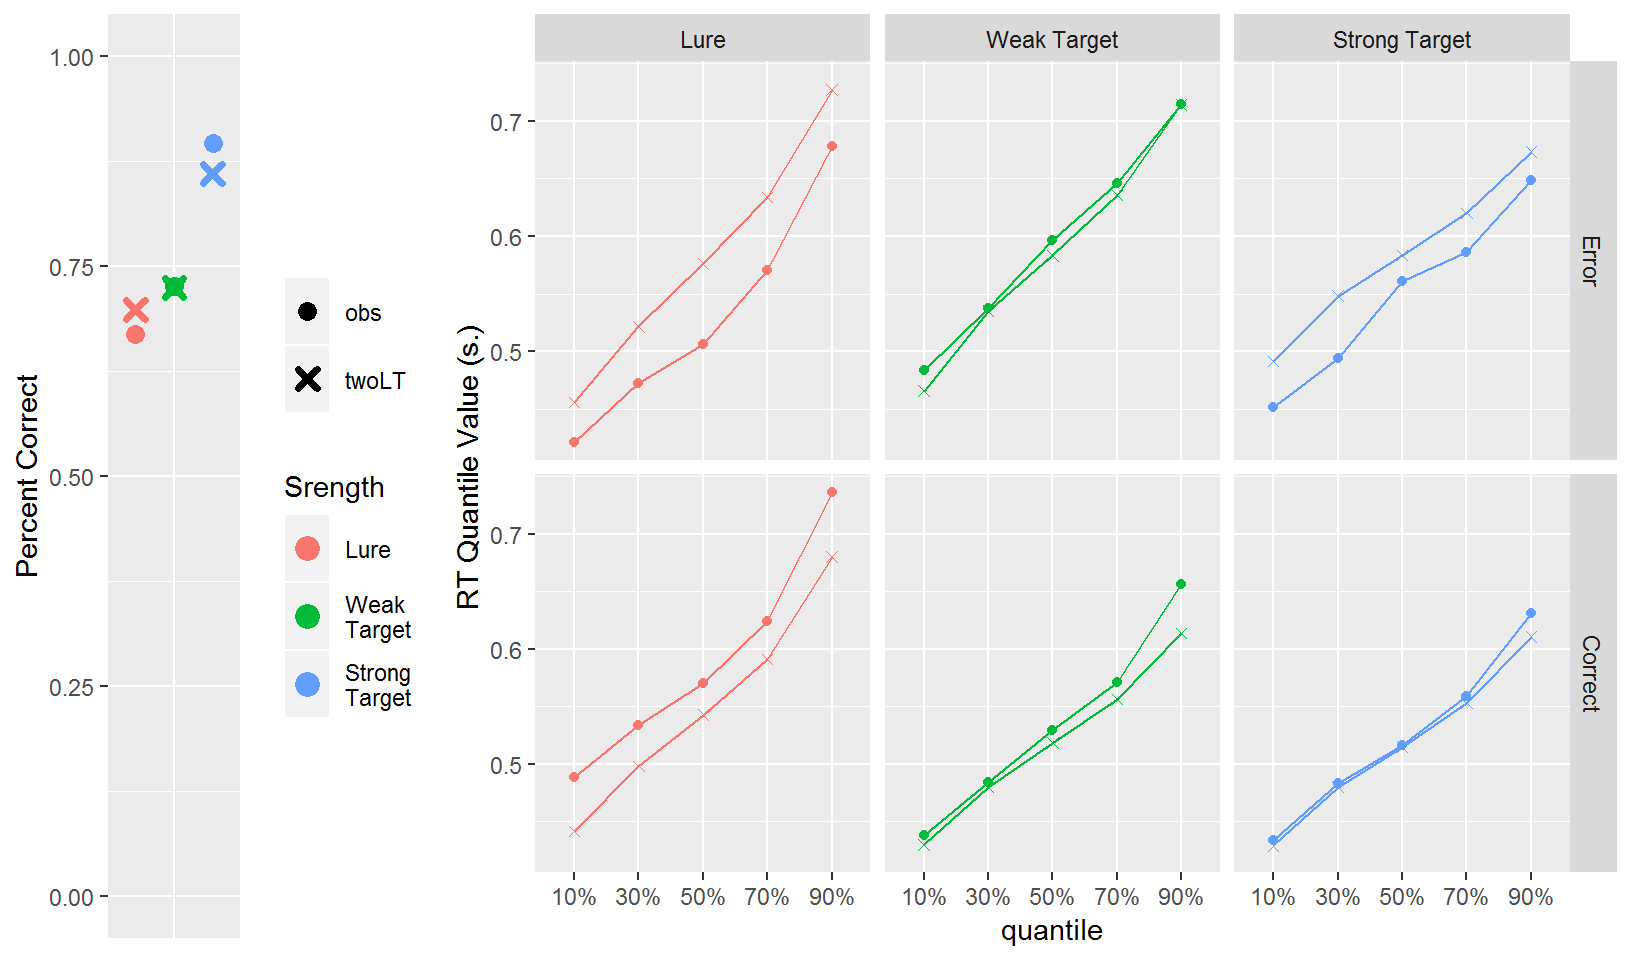 Percent Correct
1.00
0.75
0.50
0.25
0.00
obs
twoLT
Srength
Lure
Weak
Target
Strong
Target
RT Quantile Value (s.)
Lure
Weak Target
Strong Target
0.7
0.6
0.5
Error
0.7
0.6
0.5
Correct
10% 30% 50% 70% 90%
10% 30% 50% 70% 90%
10% 30% 50% 70% 90%
quantile